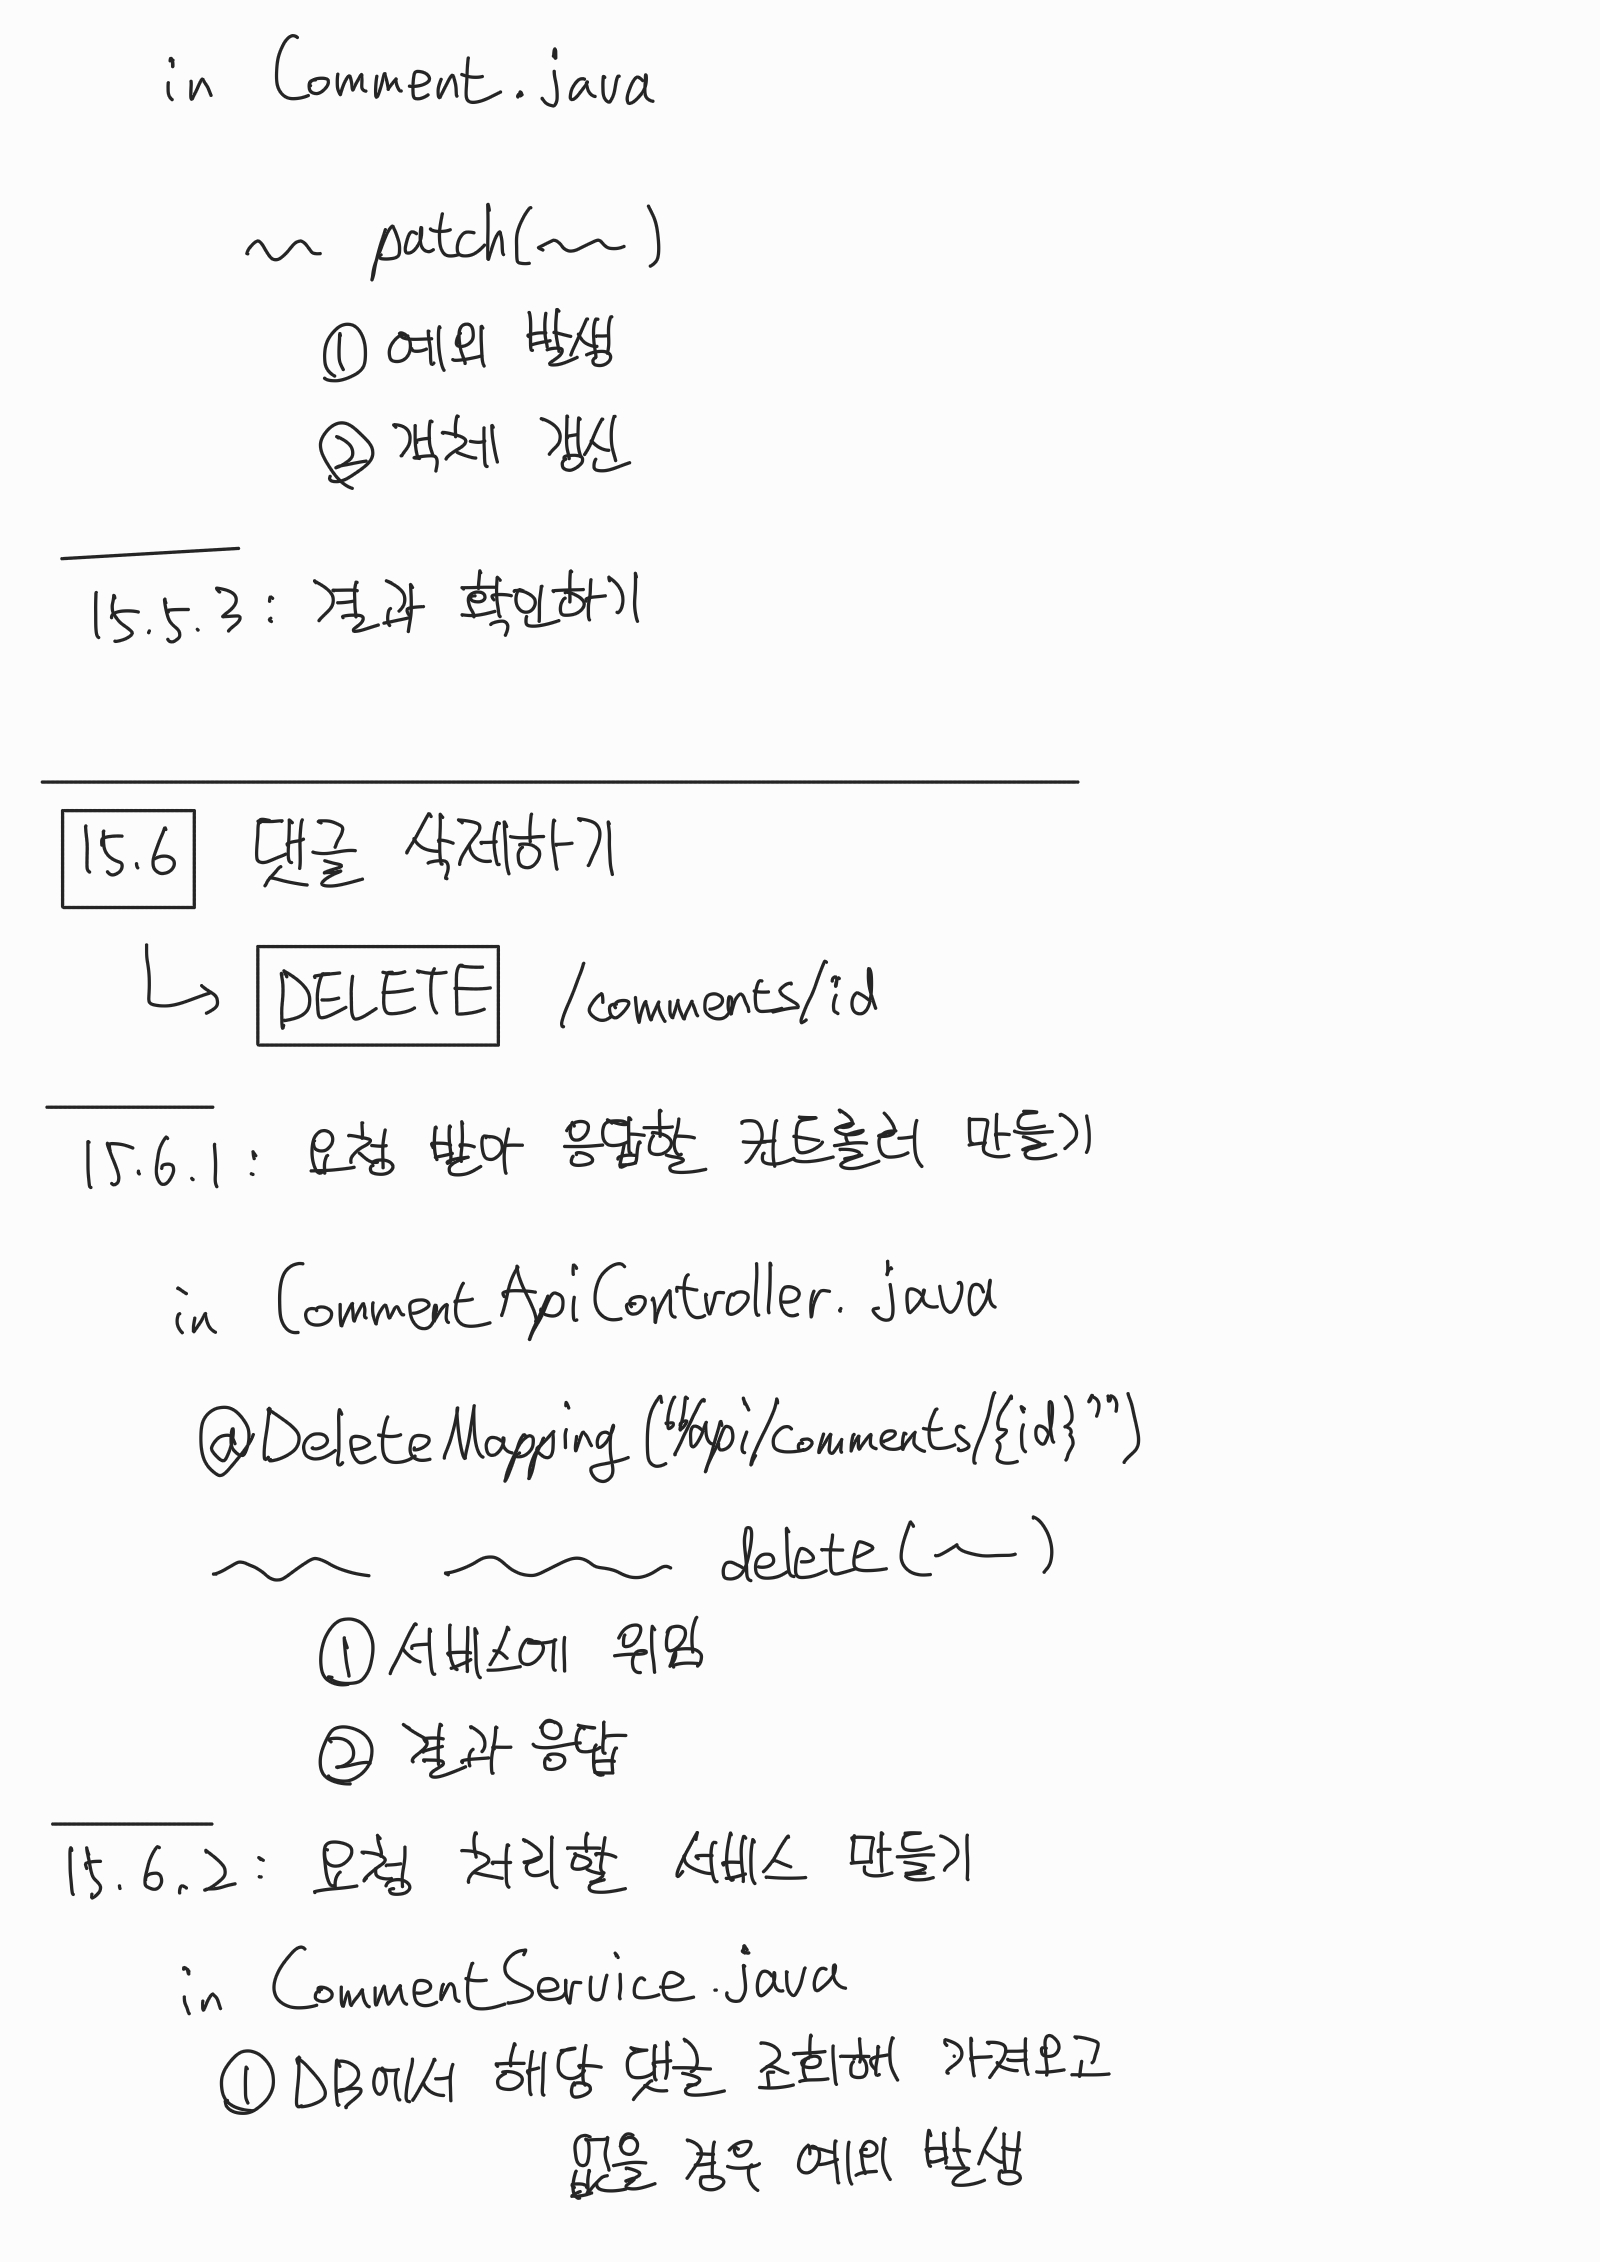 in Comment.java
~ patch(~)
① 예외 발생
② 객체 갱신
15.5.3: 결과 확인하기
15.6 댓글 삭제하기
↳ DELETE /comments/id
15.6.1: 요청 받아 응답할 컨트롤러 만들기
in CommentApiController.java
@DeleteMapping("/api/comments/{id}")
~ ~ delete(~)
① 서비스에 위임
② 결과 응답
15.6.2: 요청 처리할 서비스 만들기
in CommentService.java
① DB에서 해당 댓글 조회해 가져오고
없을 경우 예외 발생